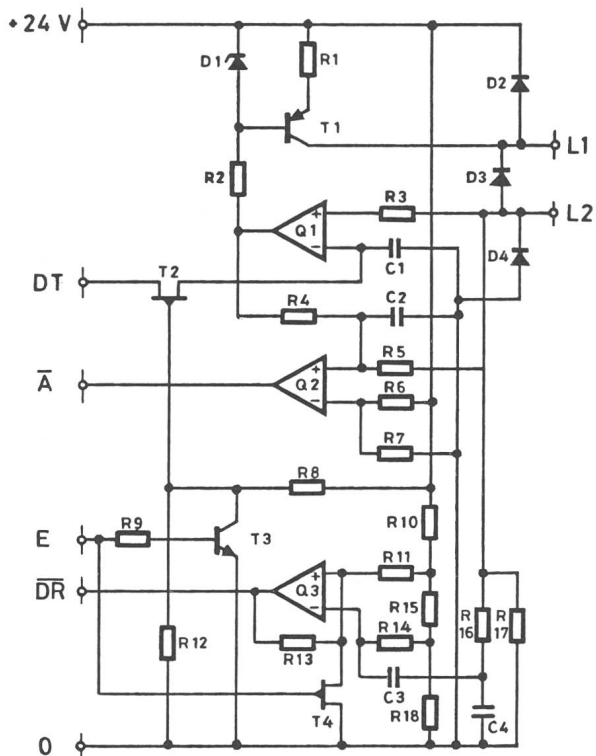 +24 V
D1
R1
D2
T1
L1
R2
D3
R3
L2
+
Q1
−
D4
C1
DT
T2
R4
C2
R5
A̅
+
Q2
−
R6
R7
R8
R10
E
R9
T3
R11
D̅R̅
+
Q3
−
R15
R14
R 16
R 17
R12
R13
C3
T4
R18
C4
0